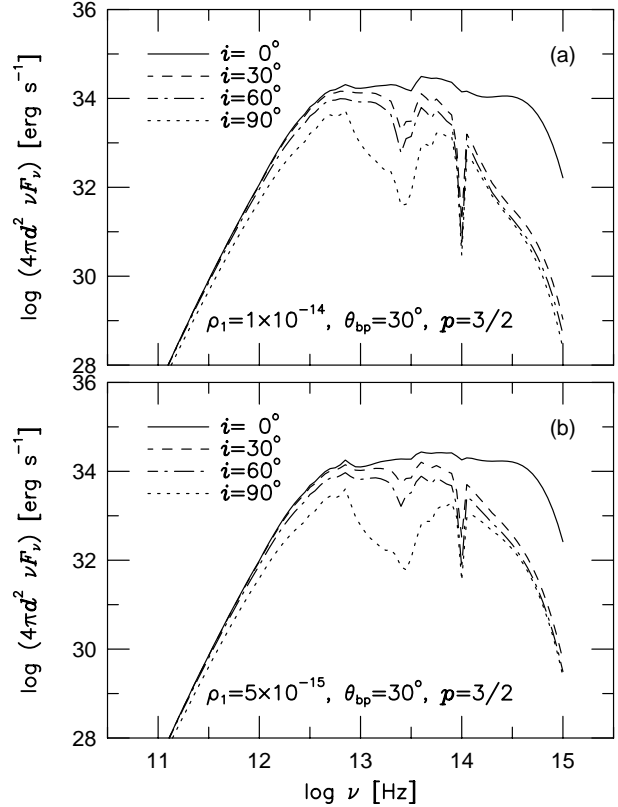 36
34
32
30
28
log (4πd² νFᵥ) [erg s⁻¹]
i= 0°
i=30°
i=60°
i=90°
(a)
ρ₁=1×10⁻¹⁴, θbp=30°, p=3/2
36
34
32
30
28
log (4πd² νFᵥ) [erg s⁻¹]
i= 0°
i=30°
i=60°
i=90°
(b)
ρ₁=5×10⁻¹⁵, θbp=30°, p=3/2
11 12 13 14 15
log ν [Hz]